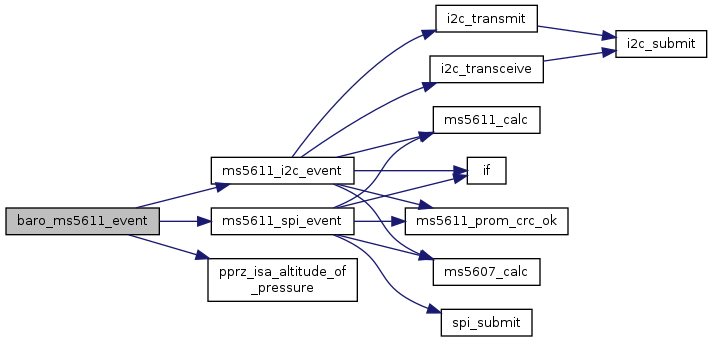 i2c_transmit
i2c_submit
i2c_transceive
ms5611_calc
ms5611_i2c_event
if
baro_ms5611_event
ms5611_spi_event
ms5611_prom_crc_ok
pprz_isa_altitude_of
_pressure
ms5607_calc
spi_submit